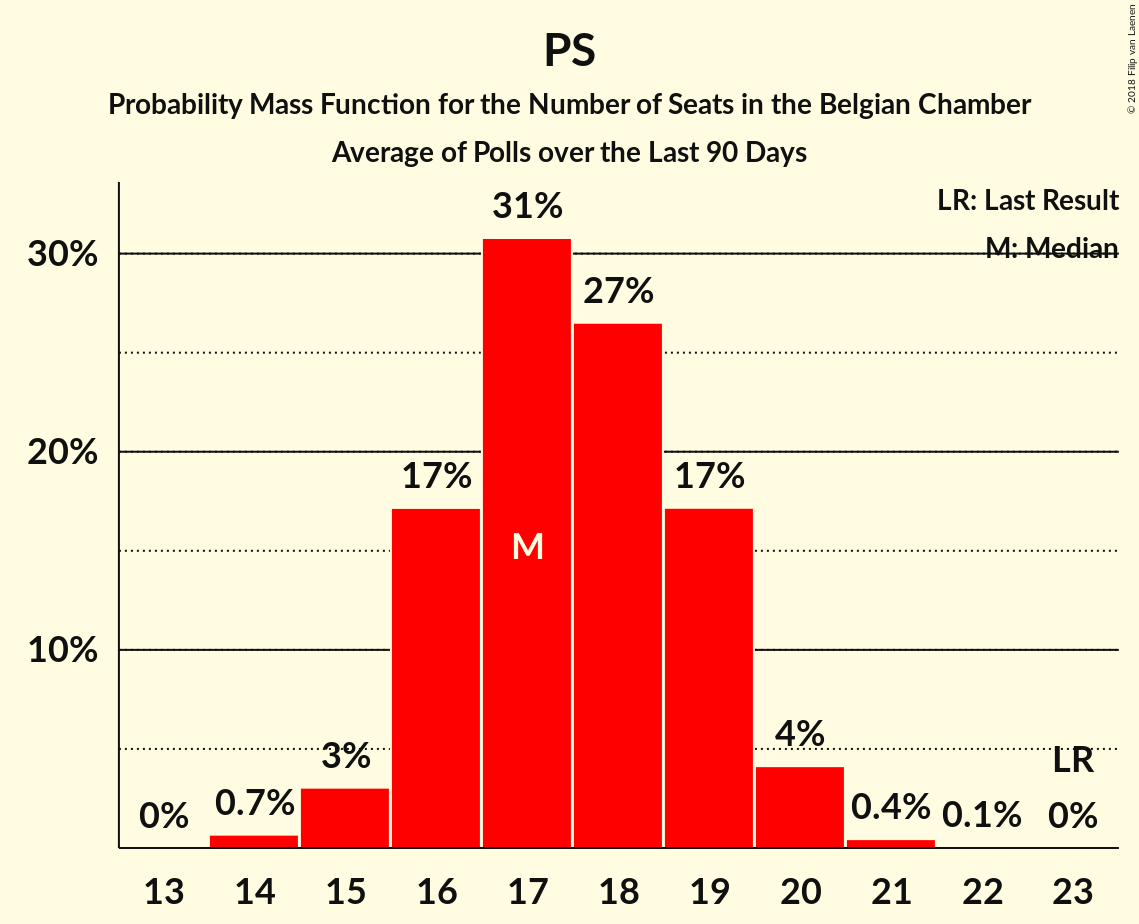 PS
Probability Mass Function for the Number of Seats in the Belgian Chamber
Average of Polls over the Last 90 Days
© 2018 Filip van Laenen
LR: Last Result
M: Median
30%
20%
10%
0%
0.7%
3%
17%
31%
M
27%
17%
4%
0.4%
0.1%
LR
0%
13 14 15 16 17 18 19 20 21 22 23